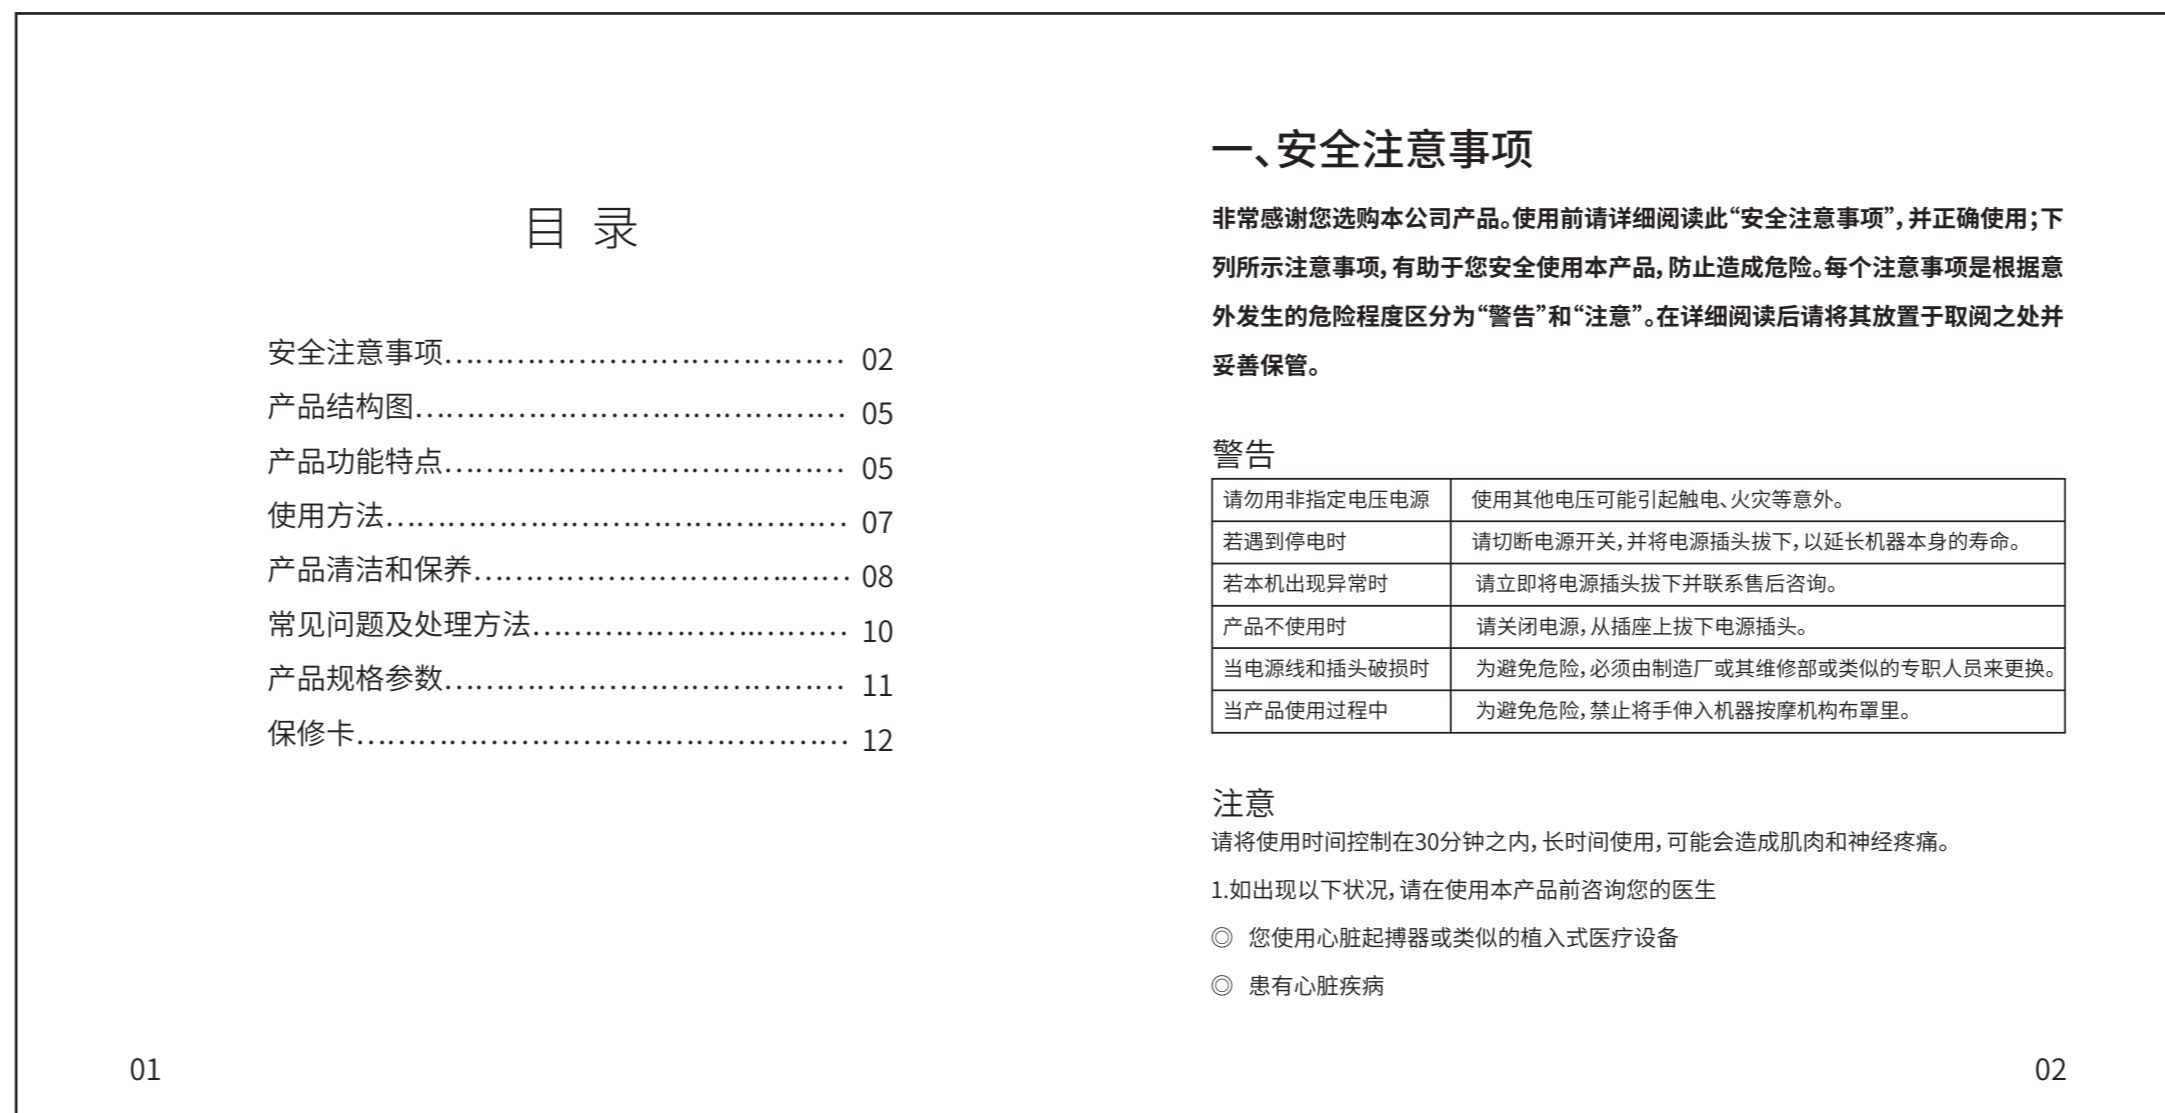 目 录
安全注意事项…………………………………… 02
产品结构图……………………………………… 05
产品功能特点…………………………………… 05
使用方法………………………………………… 07
产品清洁和保养………………………………… 08
常见问题及处理方法…………………………… 10
产品规格参数…………………………………… 11
保修卡…………………………………………… 12
01
一、安全注意事项
非常感谢您选购本公司产品。使用前请详细阅读此“安全注意事项”，并正确使用；下
列所示注意事项，有助于您安全使用本产品，防止造成危险。每个注意事项是根据意
外发生的危险程度区分为“警告”和“注意”。在详细阅读后请将其放置于取阅之处并
妥善保管。
警告
请勿用非指定电压电源 使用其他电压可能引起触电、火灾等意外。
若遇到停电时 请切断电源开关，并将电源插头拔下，以延长机器本身的寿命。
若本机出现异常时 请立即将电源插头拔下并联系售后咨询。
产品不使用时 请关闭电源，从插座上拔下电源插头。
当电源线和插头破损时 为避免危险，必须由制造厂或其维修部或类似的专职人员来更换。
当产品使用过程中 为避免危险，禁止将手伸入机器按摩机构布罩里。
注意
请将使用时间控制在30分钟之内，长时间使用，可能会造成肌肉和神经疼痛。
1.如出现以下状况，请在使用本产品前咨询您的医生
◎ 您使用心脏起搏器或类似的植入式医疗设备
◎ 患有心脏疾病
02